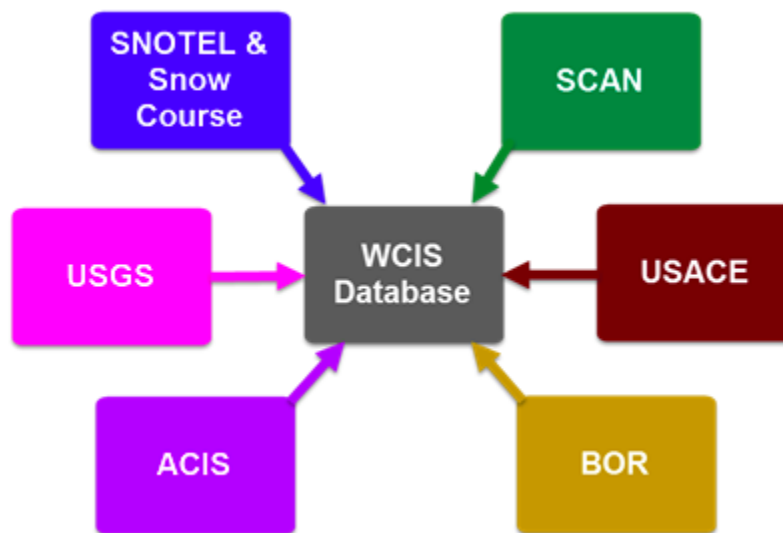 SNOTEL &
Snow
Course
SCAN
USGS
WCIS
Database
USACE
ACIS
BOR